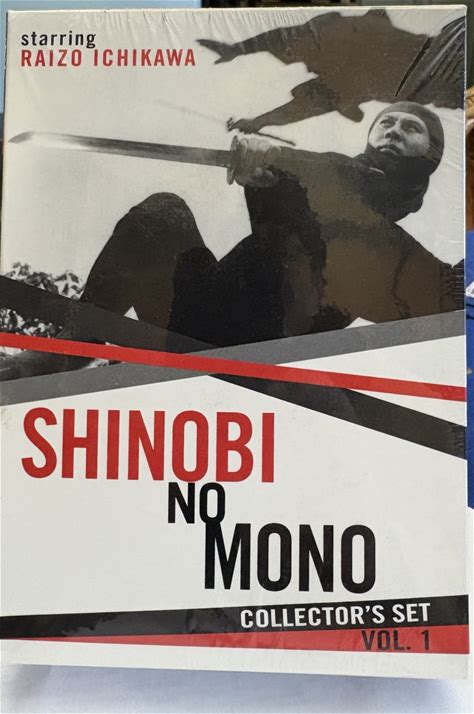 starring
RAIZO ICHIKAWA
SHINOBI
NO
MONO
COLLECTOR'S SET
VOL. 1